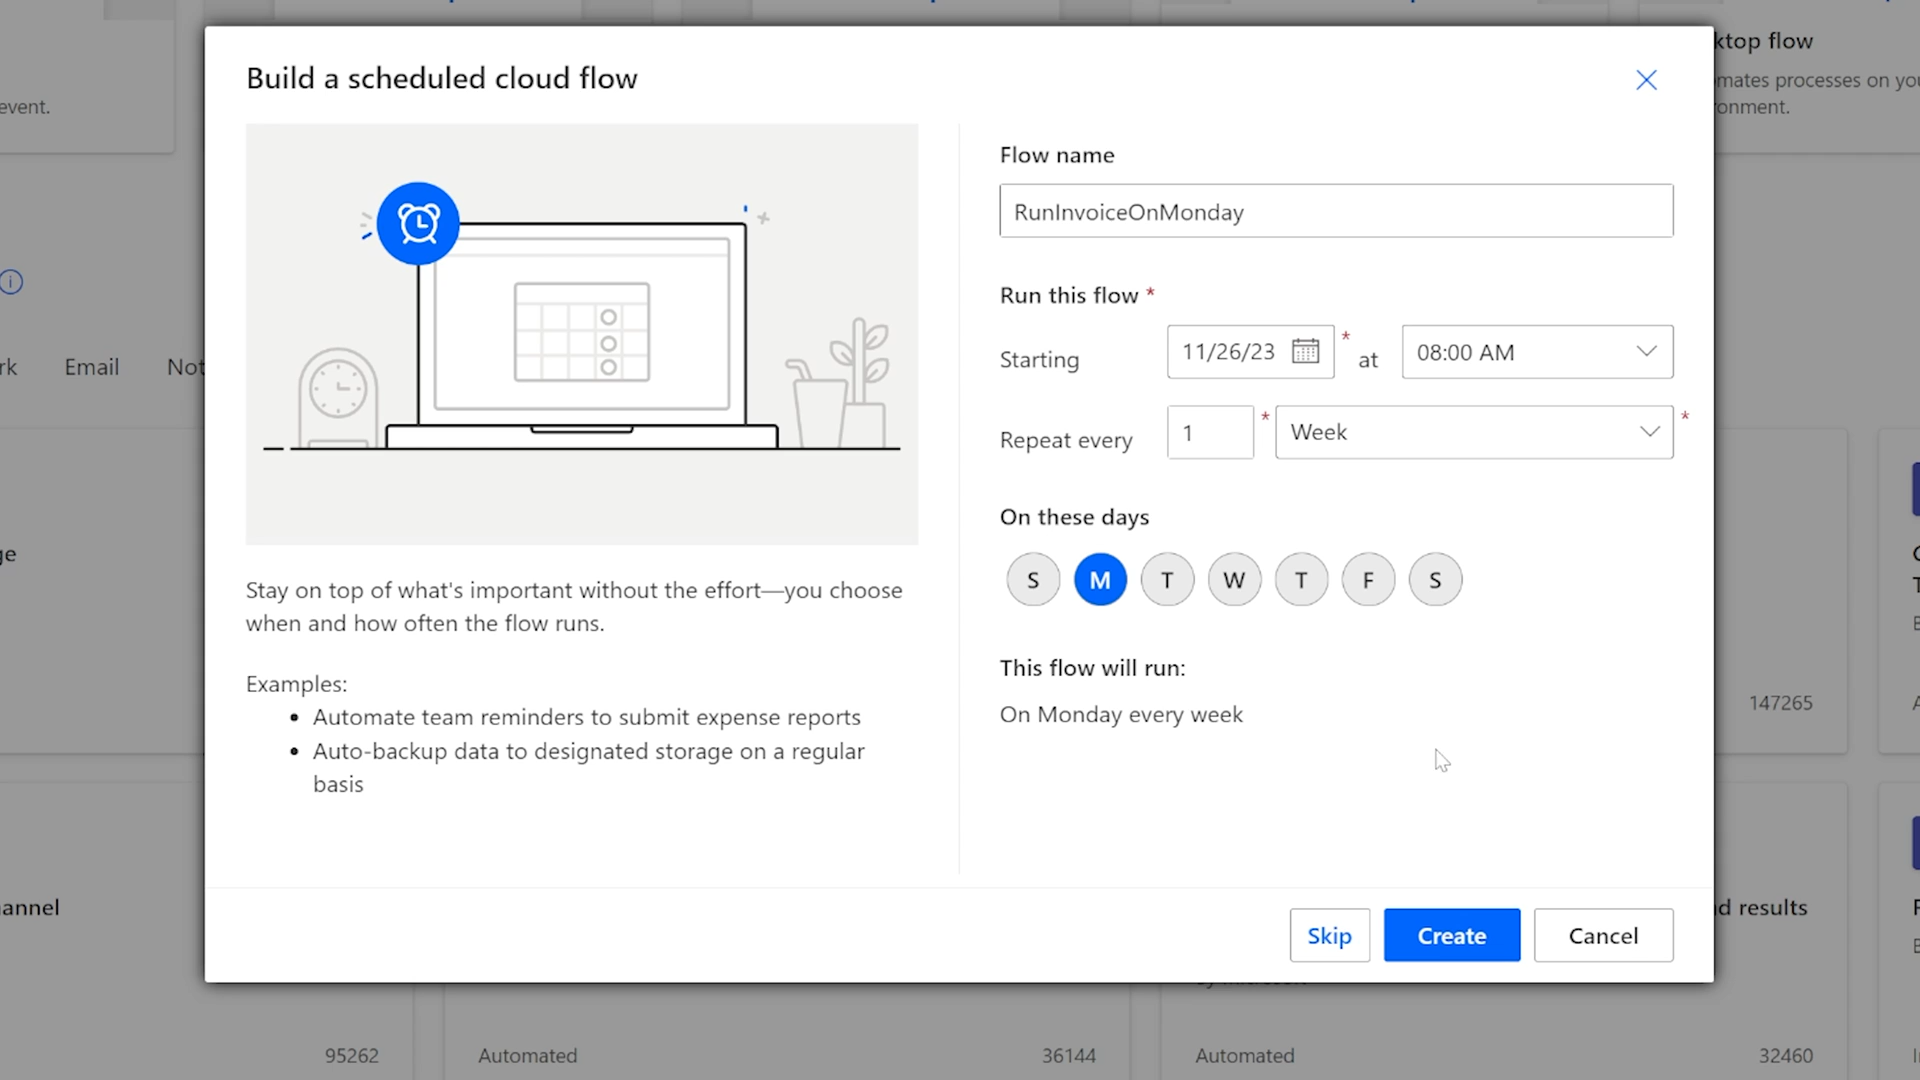 ktop flow
event.
mates processes on you
onment.
Build a scheduled cloud flow
Flow name
RunInvoiceOnMonday
Run this flow *
Starting 11/26/23 * at 08:00 AM
Repeat every 1 * Week *
On these days
S M T W T F S
This flow will run:
On Monday every week
Stay on top of what's important without the effort—you choose
when and how often the flow runs.
Examples:
• Automate team reminders to submit expense reports
• Auto-backup data to designated storage on a regular
basis
Skip Create Cancel
rk Email Not
ge
147265
annel
d results
95262 Automated 36144 Automated 32460